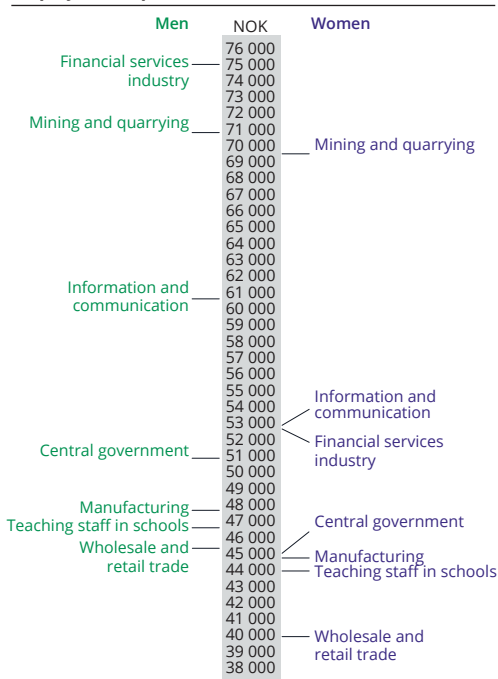 Men NOK Women
76 000
Financial services 75 000
industry 74 000
73 000
72 000
Mining and quarrying 71 000
70 000 Mining and quarrying
69 000
68 000
67 000
66 000
65 000
64 000
63 000
62 000
Information and 61 000
communication 60 000
59 000
58 000
57 000
56 000
55 000
Information and
54 000 communication
53 000
52 000 Financial services
Central government 51 000 industry
50 000
49 000
Manufacturing 48 000
Teaching staff in schools 47 000 Central government
46 000
Wholesale and 45 000 Manufacturing
retail trade 44 000 Teaching staff in schools
43 000
42 000
41 000
40 000 Wholesale and
39 000 retail trade
38 000